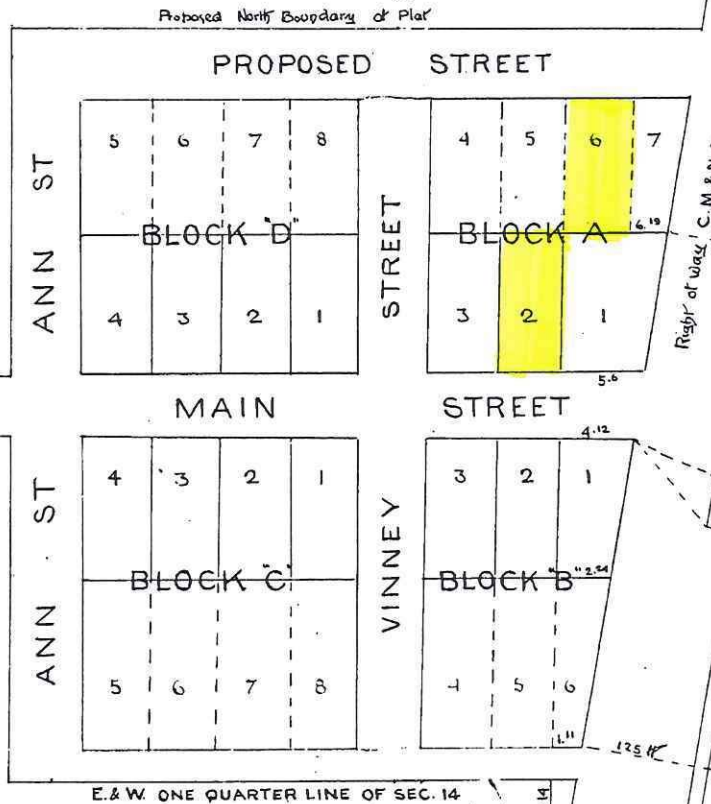 Proposed North Boundary of Plat
PROPOSED STREET
ANN ST
5 6 7 8
4 5 6 7
BLOCK "D"
STREET
BLOCK A
6.19
Right of Way C. M & N.
4 3 2 1
3 2 1
5.6
MAIN STREET
4.12
ANN ST
4 3 2 1
3 2 1
BLOCK "C"
VINNEY
BLOCK "B" 2.24
5 6 7 8
4 5 6
1.11
125 ft
E. & W. ONE QUARTER LINE OF SEC. 14